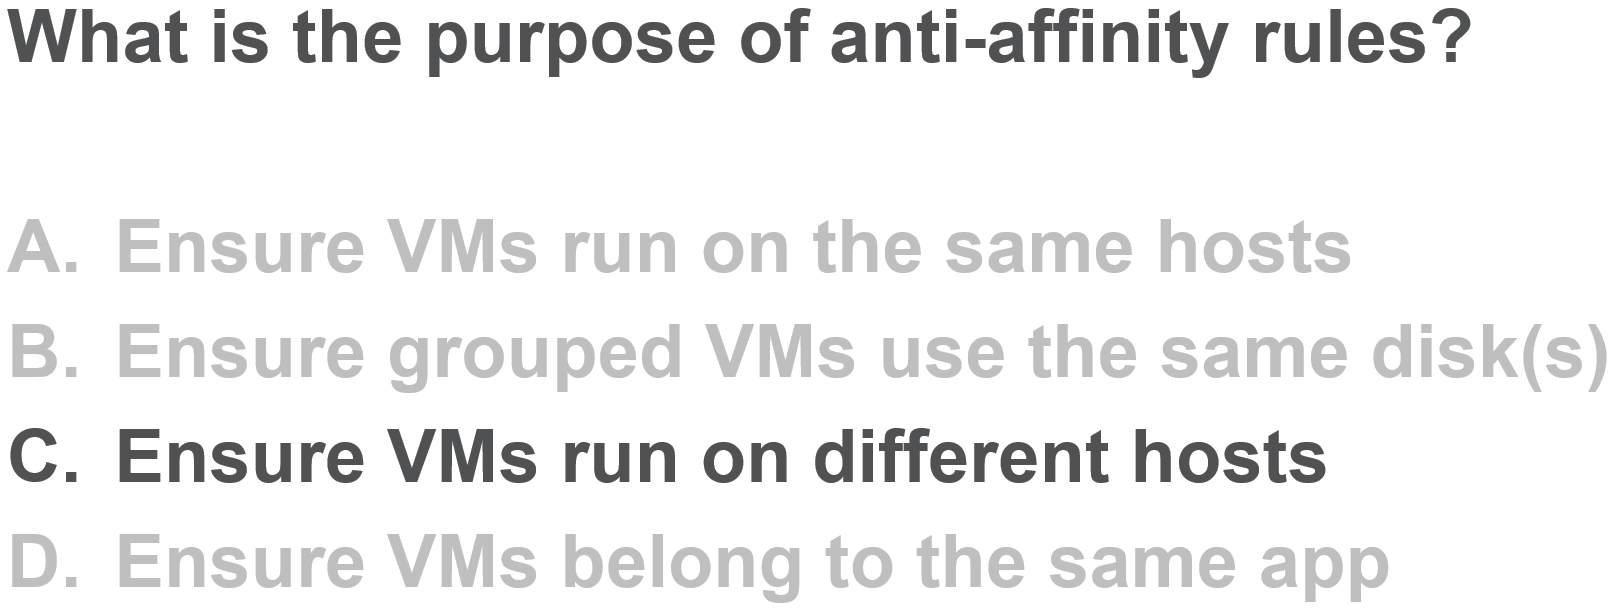 What is the purpose of anti-affinity rules?
A. Ensure VMs run on the same hosts
B. Ensure grouped VMs use the same disk(s)
C. Ensure VMs run on different hosts
D. Ensure VMs belong to the same app